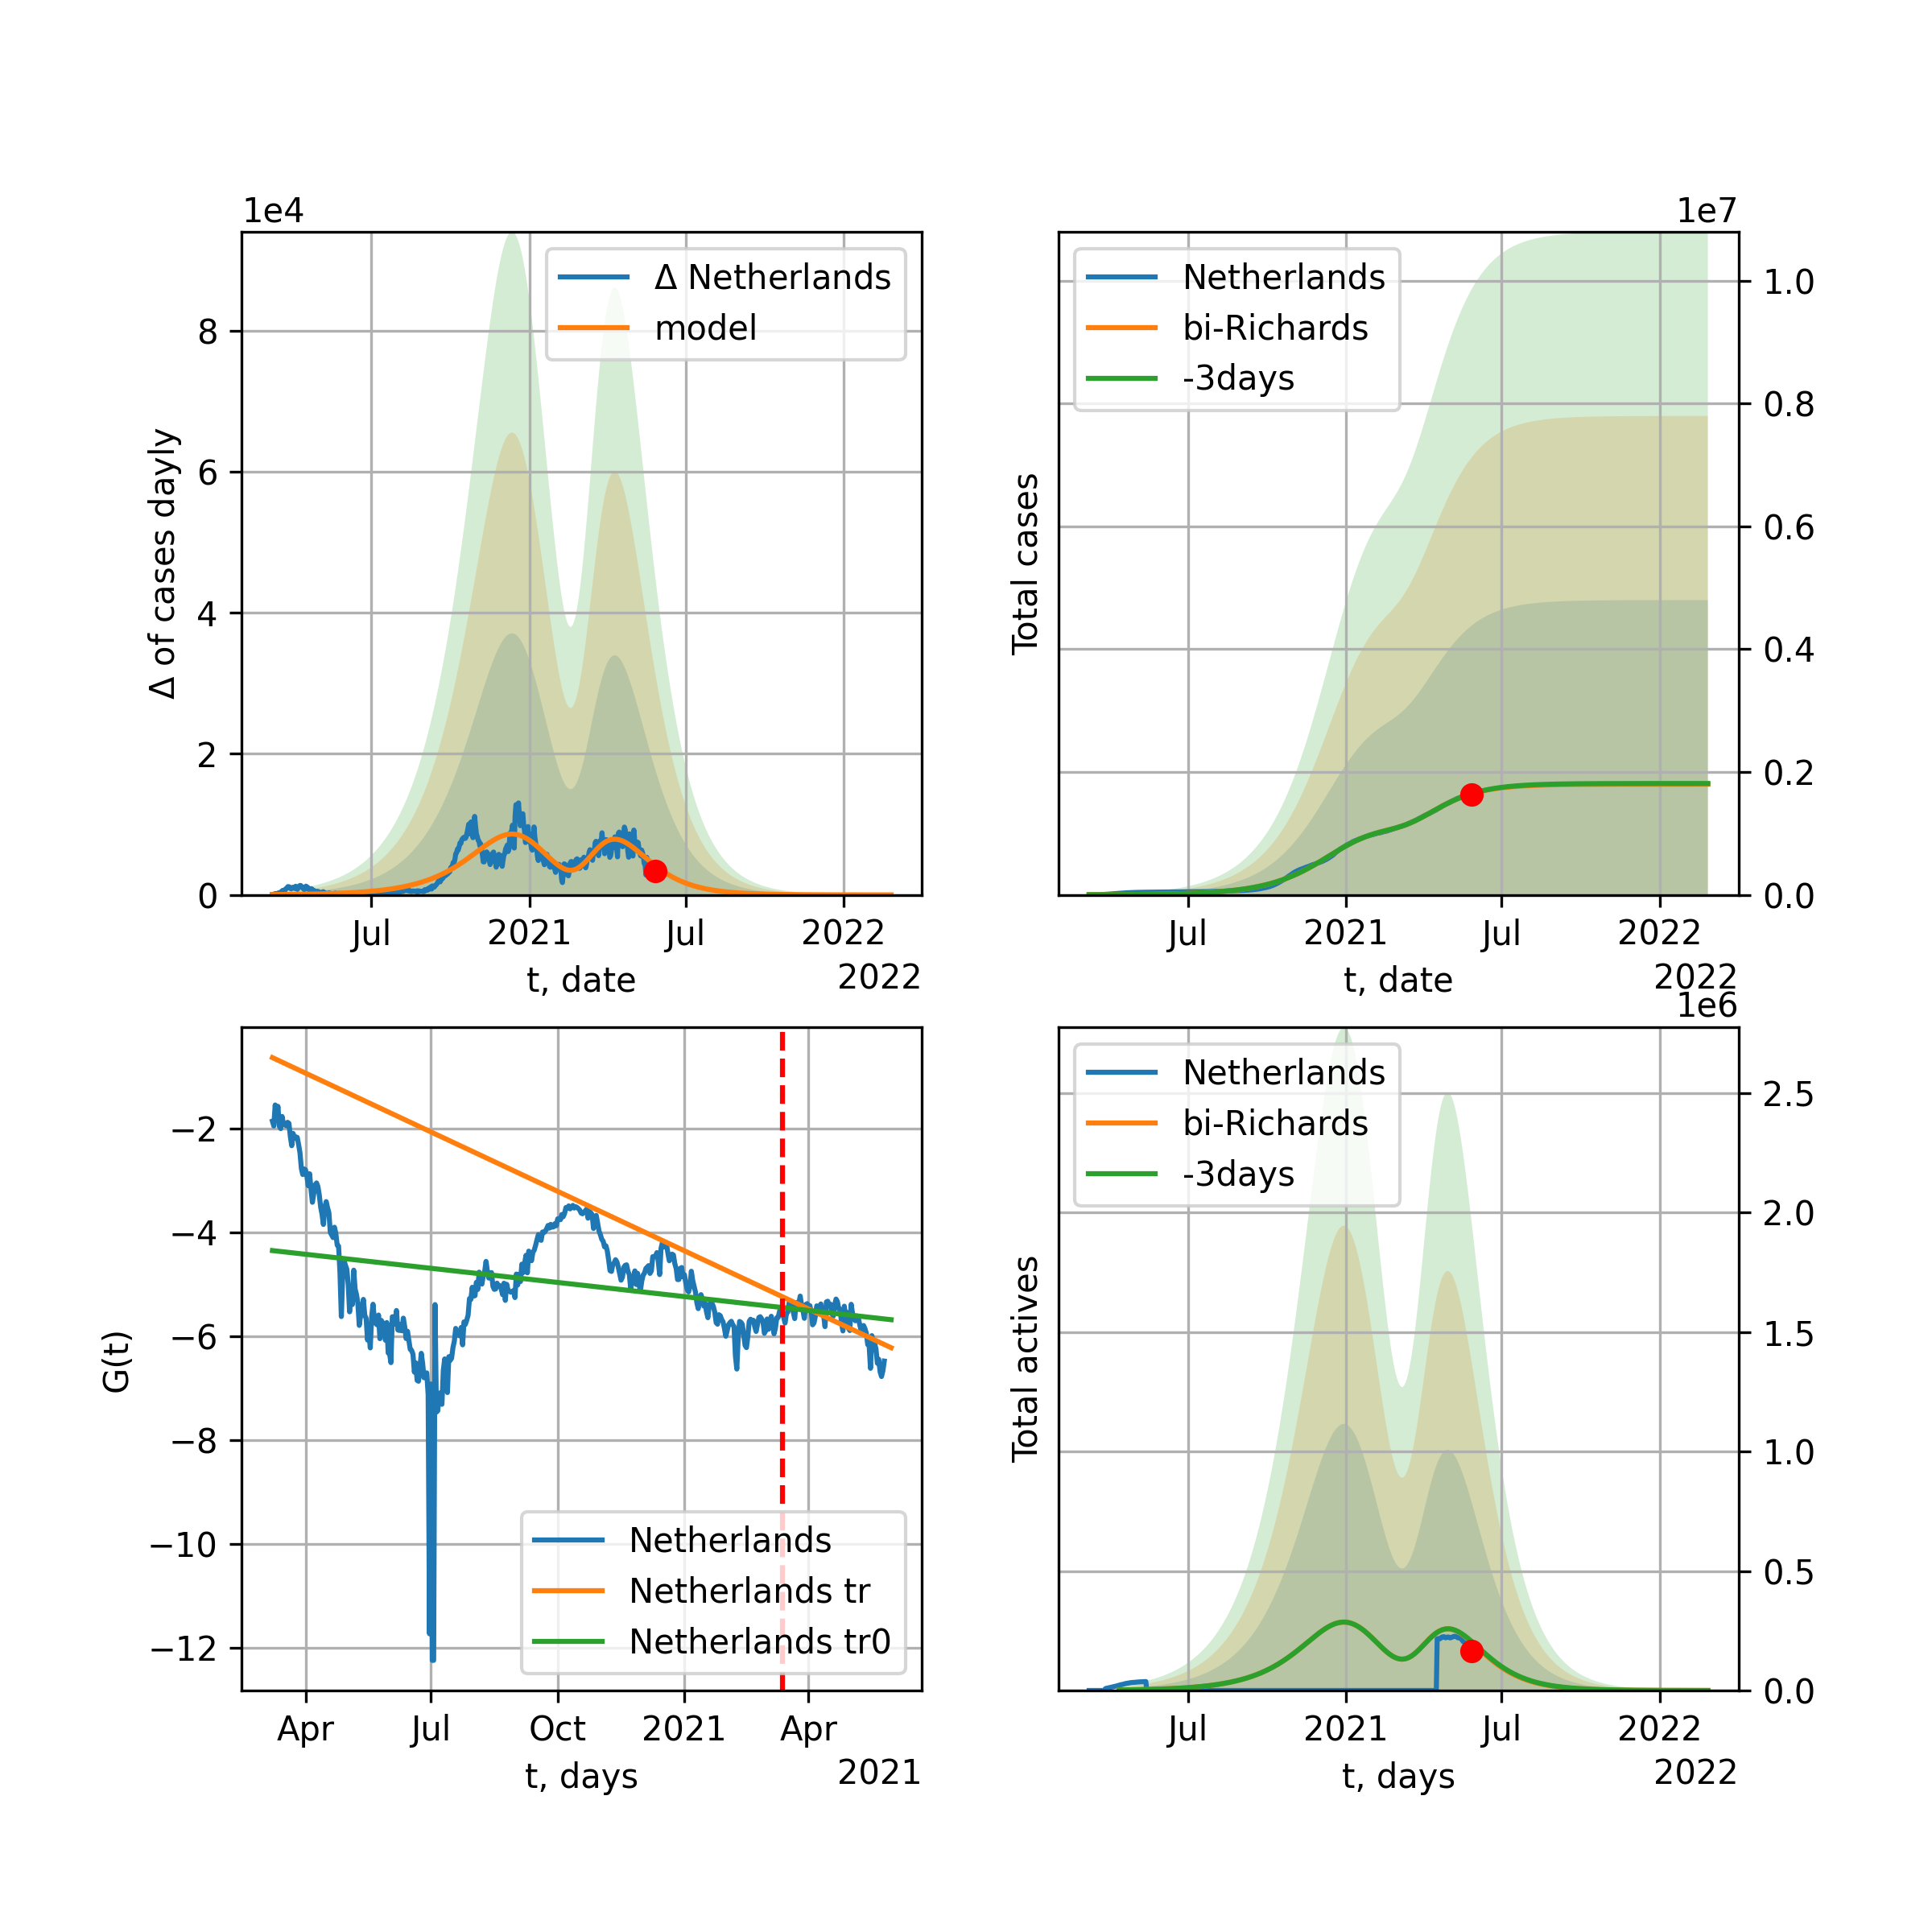 1e4
Δ Netherlands
model
Δ of cases dayly
8
6
4
2
0
Jul
2021
Jul
2022
t, date
2022
1e7
Netherlands
bi-Richards
-3days
Total cases
1.0
0.8
0.6
0.4
0.2
0.0
Jul
2021
Jul
2022
t, date
2022
G(t)
−2
−4
−6
−8
−10
−12
Netherlands
Netherlands tr
Netherlands tr0
Apr
Jul
Oct
2021
Apr
t, days
2021
1e6
Netherlands
bi-Richards
-3days
Total actives
2.5
2.0
1.5
1.0
0.5
0.0
Jul
2021
Jul
2022
t, days
2022